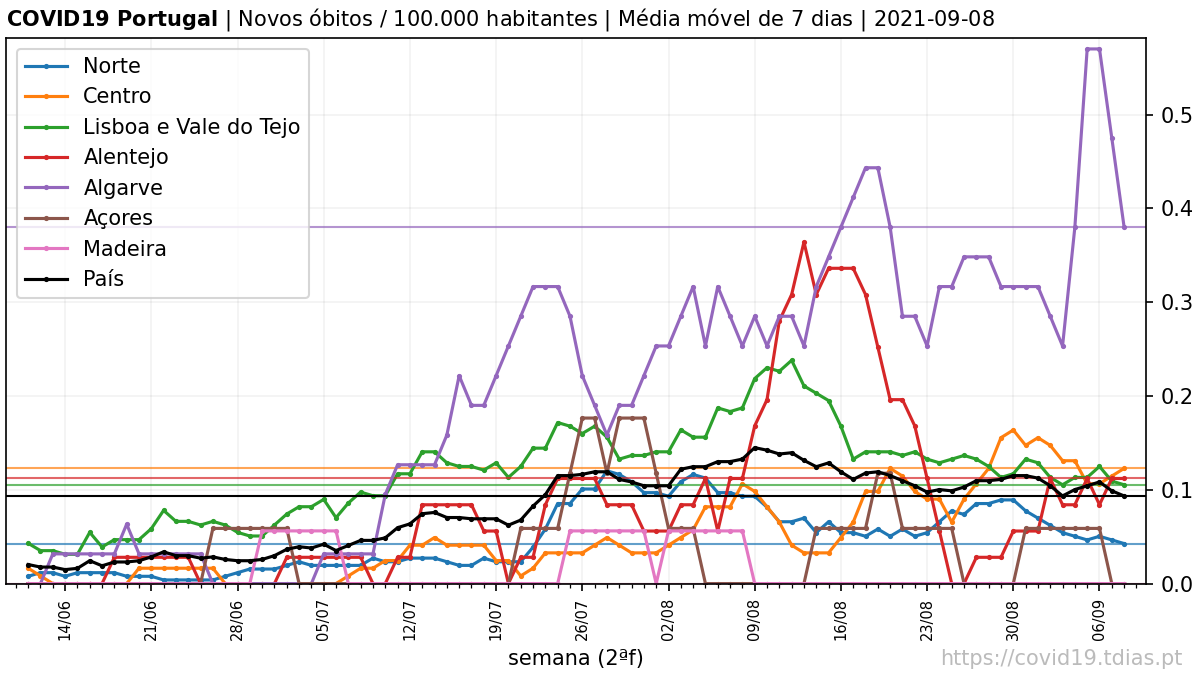 COVID19 Portugal | Novos óbitos / 100.000 habitantes | Média móvel de 7 dias | 2021-09-08
Norte
Centro
Lisboa e Vale do Tejo
Alentejo
Algarve
Açores
Madeira
País
0.5
0.4
0.3
0.2
0.1
0.0
14/06
21/06
28/06
05/07
12/07
19/07
26/07
02/08
09/08
16/08
23/08
30/08
06/09
semana (2ªf)
https://covid19.tdias.pt